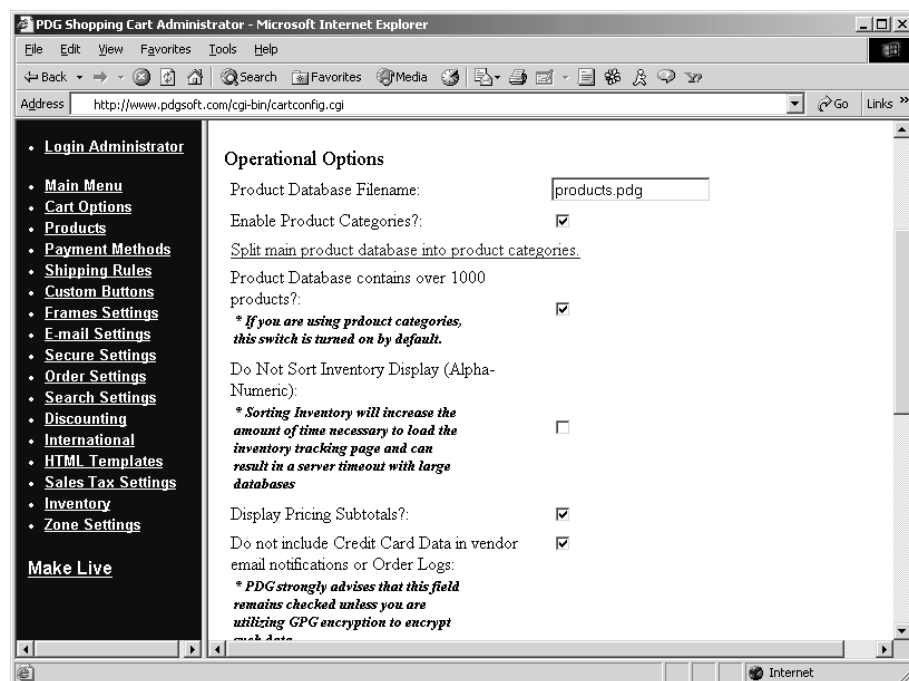 PDG Shopping Cart Administrator - Microsoft Internet Explorer
File Edit View Favorites Tools Help
Back Search Favorites Media
Address http://www.pdgsoft.com/cgi-bin/cartconfig.cgi Go Links »
• Login Administrator
• Main Menu
• Cart Options
• Products
• Payment Methods
• Shipping Rules
• Custom Buttons
• Frames Settings
• E-mail Settings
• Secure Settings
• Order Settings
• Search Settings
• Discounting
• International
• HTML Templates
• Sales Tax Settings
• Inventory
• Zone Settings
Make Live
Operational Options
Product Database Filename: products.pdg
Enable Product Categories?:
Split main product database into product categories.
Product Database contains over 1000
products?:
* If you are using prdouct categories,
this switch is turned on by default.
Do Not Sort Inventory Display (Alpha-
Numeric):
* Sorting Inventory will increase the
amount of time necessary to load the
inventory tracking page and can
result in a server timeout with large
databases
Display Pricing Subtotals?:
Do not include Credit Card Data in vendor
email notifications or Order Logs:
* PDG strongly advises that this field
remains checked unless you are
utilizing GPG encryption to encrypt
such data
Internet